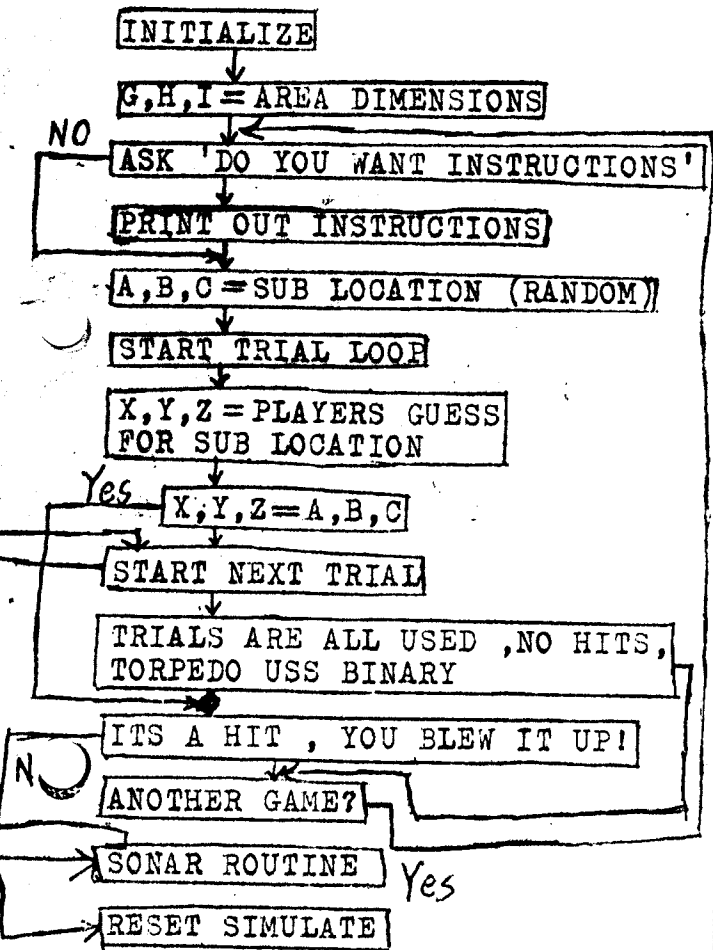 INITIALIZE
G,H,I=AREA DIMENSIONS
NO
ASK 'DO YOU WANT INSTRUCTIONS'
PRINT OUT INSTRUCTIONS
A,B,C=SUB LOCATION (RANDOM)
START TRIAL LOOP
X,Y,Z=PLAYERS GUESS
FOR SUB LOCATION
Yes
X,Y,Z=A,B,C
START NEXT TRIAL
TRIALS ARE ALL USED ,NO HITS,
TORPEDO USS BINARY
ITS A HIT , YOU BLEW IT UP!
N
ANOTHER GAME?
SONAR ROUTINE
Yes
RESET SIMULATE